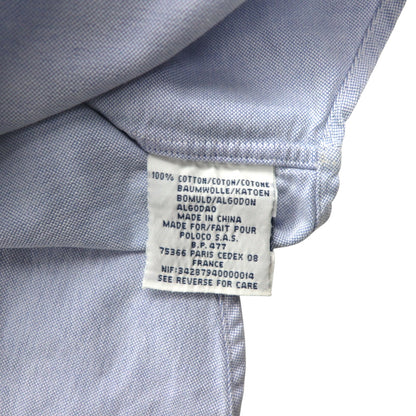 100% COTTON/COTON/COTONE
BAUMWOLLE/KATOEN
BOMULD/ALGODON
ALGODAO
MADE IN CHINA
MADE FOR/FAIT POUR
POLOCO S.A.S.
B.P. 477
75366 PARIS CEDEX 08
FRANCE
NIF:34287940000014
SEE REVERSE FOR CARE